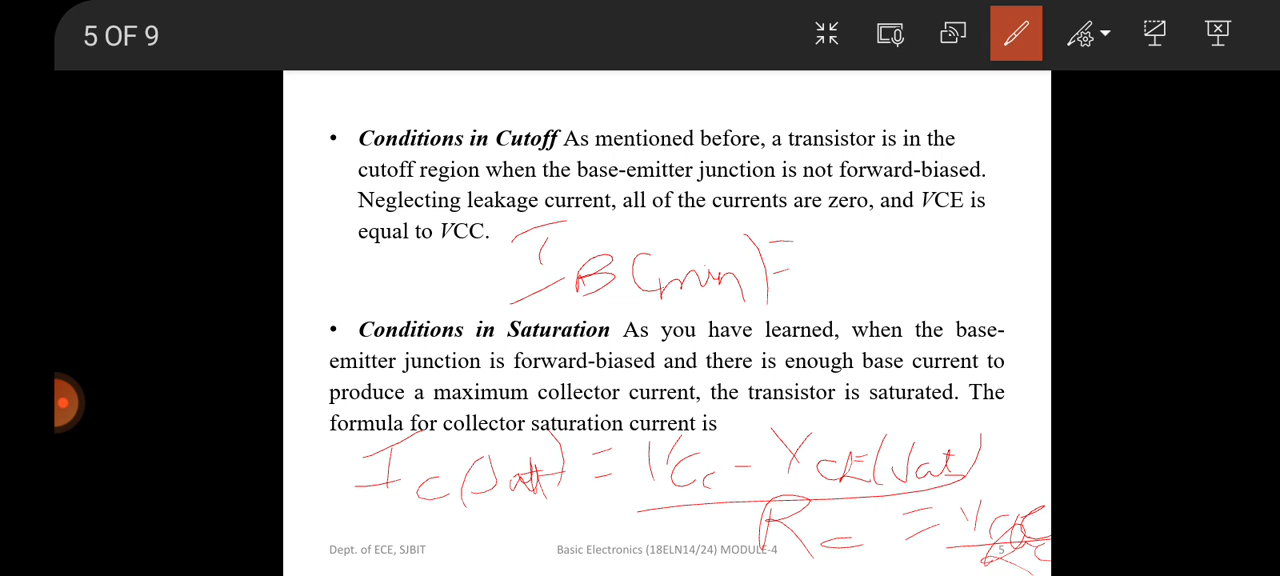 5 OF 9
• Conditions in Cutoff As mentioned before, a transistor is in the
cutoff region when the base-emitter junction is not forward-biased.
Neglecting leakage current, all of the currents are zero, and VCE is
equal to VCC.
I B (min) =
• Conditions in Saturation As you have learned, when the base-
emitter junction is forward-biased and there is enough base current to
produce a maximum collector current, the transistor is saturated. The
formula for collector saturation current is
I C (sat) = VCC - VCE (sat)
RC =
Dept. of ECE, SJBIT Basic Electronics (18ELN14/24) MODULE-4 5